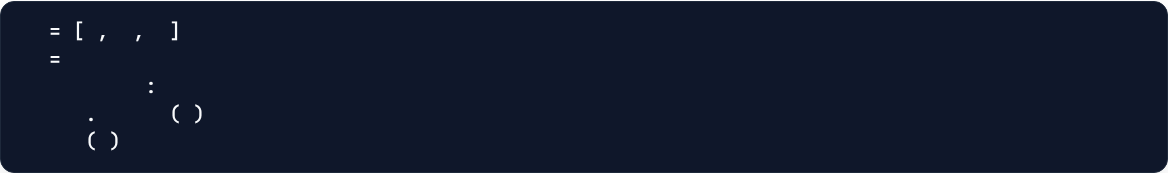 = [ , , ]
=
:
. ( )
( )